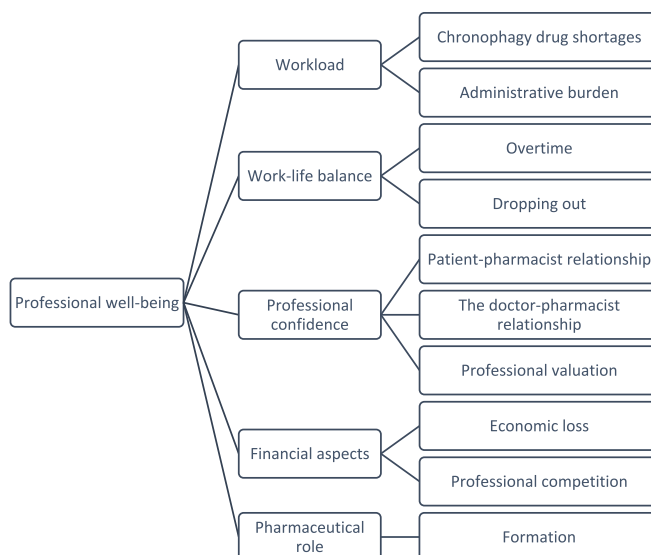 Professional well-being
Workload
Chronophagy drug shortages
Administrative burden
Work-life balance
Overtime
Dropping out
Professional
confidence
Patient-pharmacist relationship
The doctor-pharmacist
relationship
Professional valuation
Financial aspects
Economic loss
Professional competition
Pharmaceutical
role
Formation